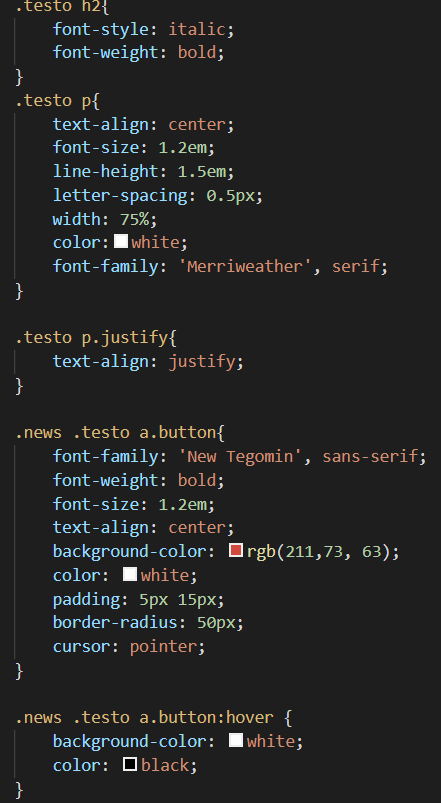 .testo h2{
    font-style: italic;
    font-weight: bold;
}
.testo p{
    text-align: center;
    font-size: 1.2em;
    line-height: 1.5em;
    letter-spacing: 0.5px;
    width: 75%;
    color: white;
    font-family: 'Merriweather', serif;
}

.testo p.justify{
    text-align: justify;
}

.news .testo a.button{
    font-family: 'New Tegomin', sans-serif;
    font-weight: bold;
    font-size: 1.2em;
    text-align: center;
    background-color: rgb(211,73, 63);
    color: white;
    padding: 5px 15px;
    border-radius: 50px;
    cursor: pointer;
}

.news .testo a.button:hover {
    background-color: white;
    color: black;
}